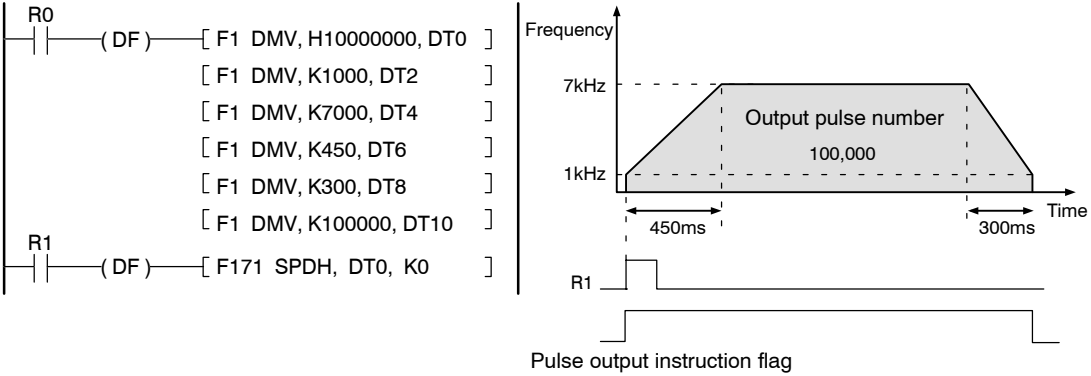 R0
( DF ) [ F1 DMV, H10000000, DT0 ]
[ F1 DMV, K1000, DT2 ]
[ F1 DMV, K7000, DT4 ]
[ F1 DMV, K450, DT6 ]
[ F1 DMV, K300, DT8 ]
[ F1 DMV, K100000, DT10 ]
R1
( DF ) [ F171 SPDH, DT0, K0 ]
Frequency
7kHz
Output pulse number
100,000
1kHz
Time
450ms
300ms
R1
Pulse output instruction flag